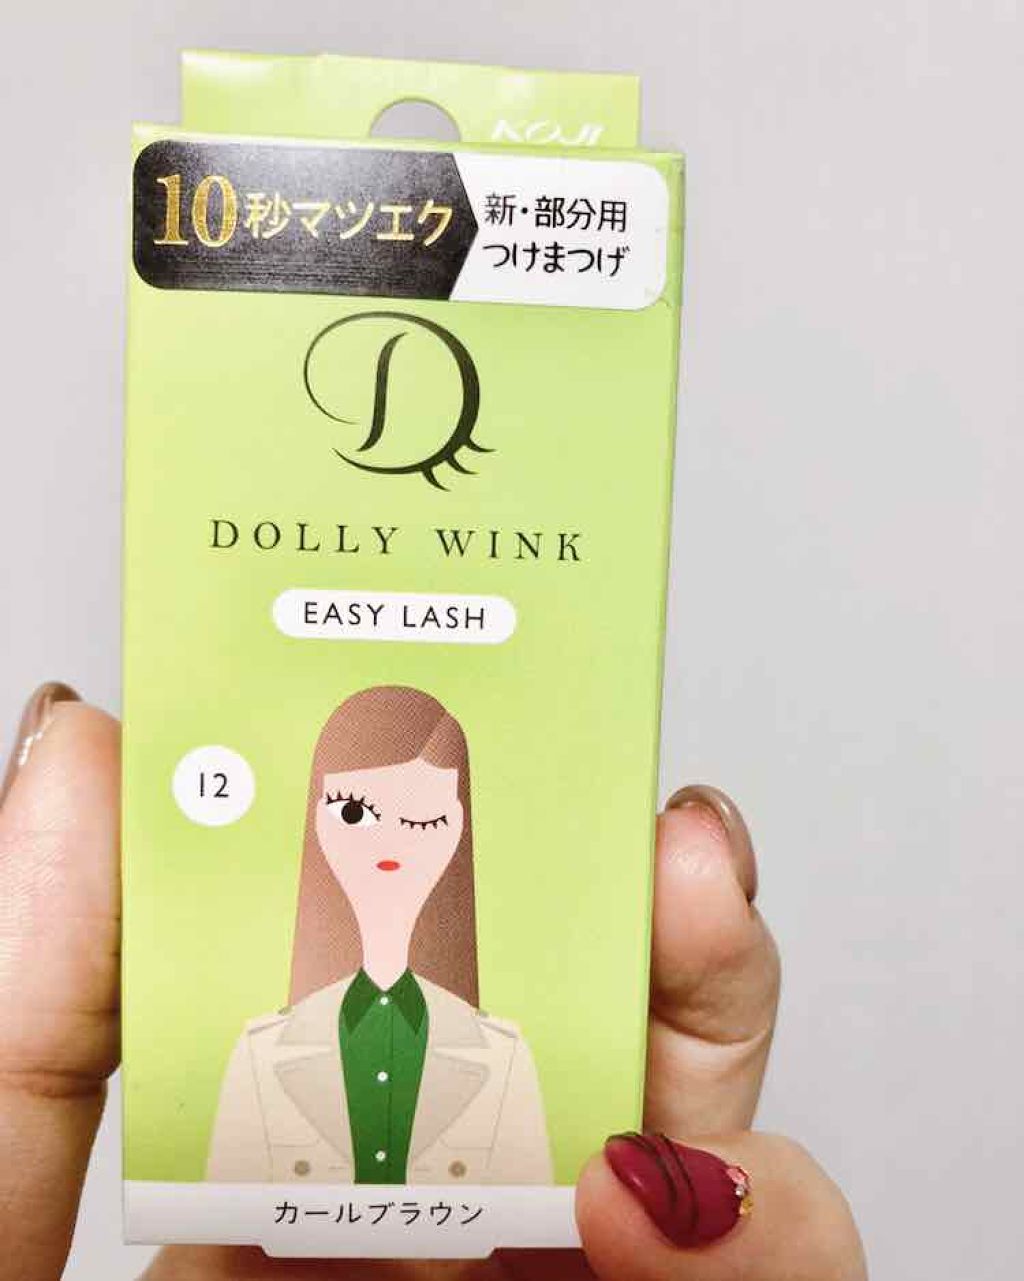 KOJI
10秒マツエク
新・部分用
つけまつげ
DOLLY WINK
EASY LASH
12
カールブラウン